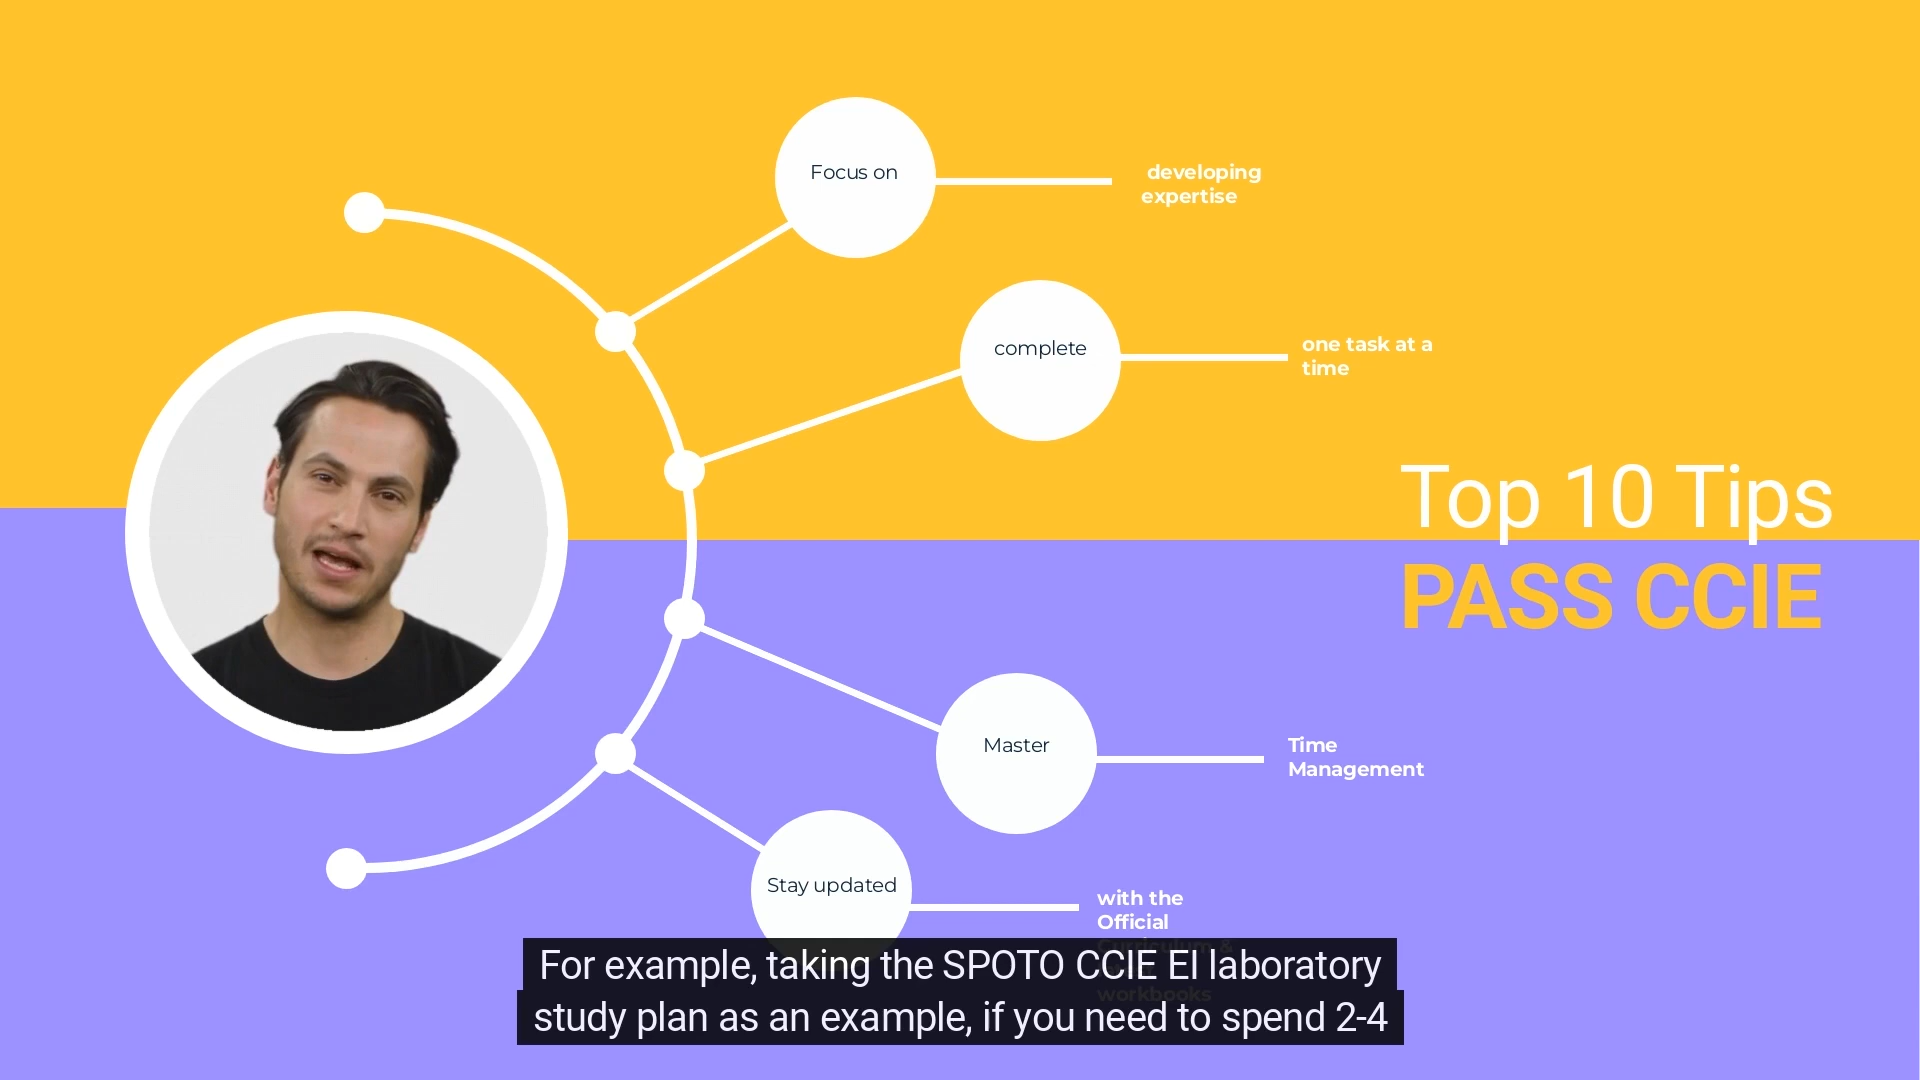 Focus on
developing
expertise
complete
one task at a
time
Top 10 Tips
PASS CCIE
Master
Time
Management
Stay updated
with the
Official
Curriculum &
workbooks
For example, taking the SPOTO CCIE EI laboratory
study plan as an example, if you need to spend 2-4